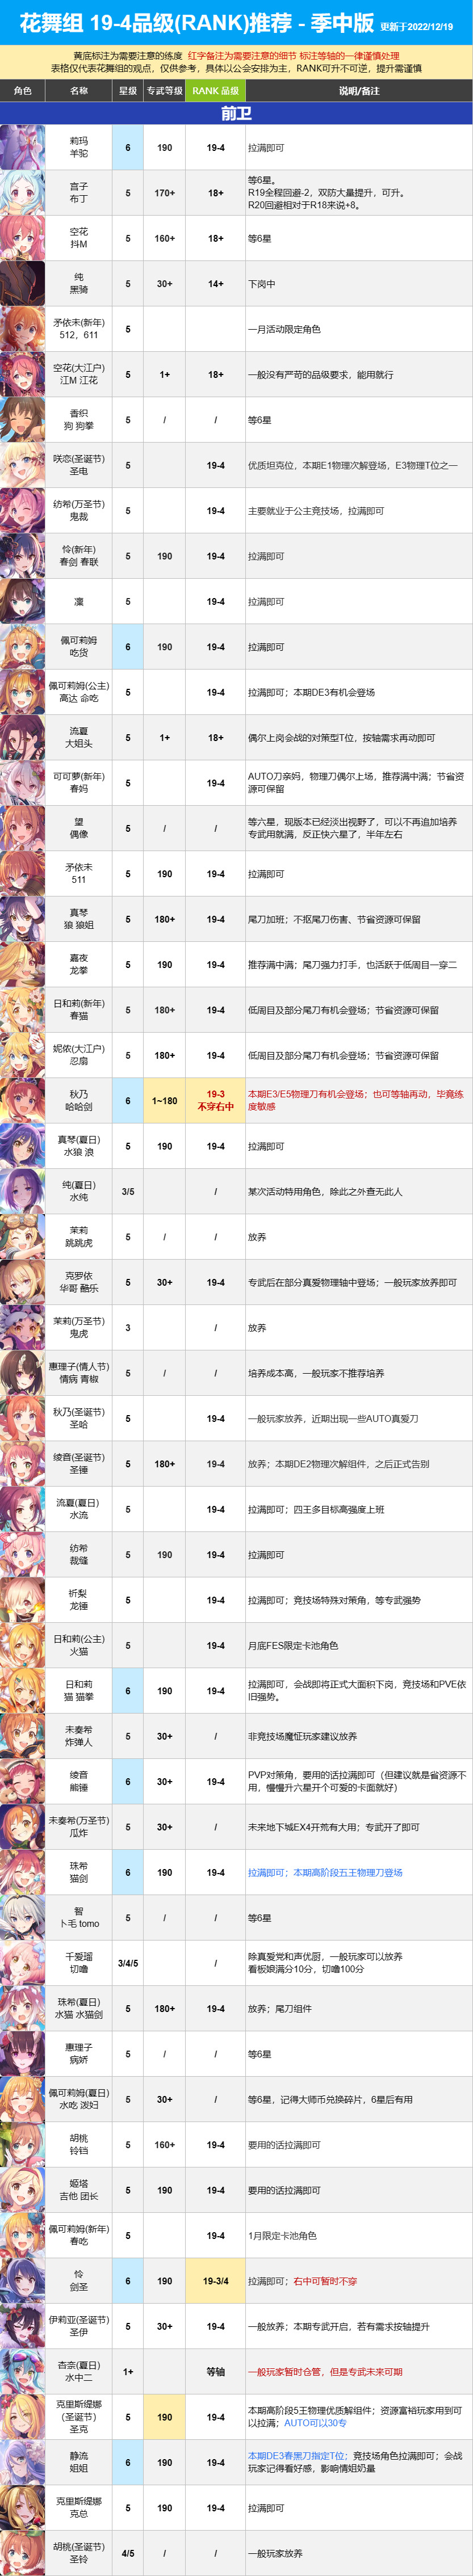 花舞组 19-4品级(RANK)推荐 - 季中版 更新于2022/12/19
黄底标注为需要注意的练度 红字备注为需要注意的细节 标注等轴的一律谨慎处理
表格仅代表花舞组的观点，仅供参考，具体以公会安排为主，RANK可升不可逆，提升需谨慎
角色 名称 星级 专武等级 RANK 品级 说明/备注
前卫
莉玛
羊驼
6 190 19-4 拉满即可
宫子
布丁
5 170+ 18+
等6星。
R19全程回避-2，双防大量提升，可升。
R20回避相对于R18来说+8。
空花
抖M
5 160+ 18+ 等6星
纯
黑骑
5 30+ 14+ 下岗中
矛依未(新年)
512，611
5 一月活动限定角色
空花(大江户)
江M 江花
5 1+ 18+ 一般没有严苛的品级要求，能用就行
香织
狗 狗拳
5 / / 等6星
咲恋(圣诞节)
圣电
5 19-4 优质坦克位，本期E1物理次解登场，E3物理T位之一
纺希(万圣节)
鬼裁
5 19-4 主要就业于公主竞技场，拉满即可
怜(新年)
春剑 春联
5 190 19-4 拉满即可
凜
5 19-4 拉满即可
佩可莉姆
吃货
6 190 19-4 拉满即可
佩可莉姆(公主)
高达 命吃
5 19-4 拉满即可；本期DE3有机会登场
流夏
大姐头
5 1+ 18+ 偶尔上岗会战的对策型T位，按轴需求再动即可
可可萝(新年)
春妈
5 19-4
AUTO刀亲妈，物理刀偶尔上场，推荐满中满；节省资
源可保留
望
偶像
5 / /
等六星，现版本已经淡出视野了，可以不再追加培养
专武用就满，反正快六星了，半年左右
矛依未
511
5 190 19-4 拉满即可
真琴
狼 狼姐
5 180+ 19-4 尾刀加班；不抠尾刀伤害、节省资源可保留
嘉夜
龙拳
5 190 19-4 推荐满中满；尾刀强力打手，也活跃于低周目一穿二
日和莉(新年)
春猫
5 180+ 19-4 低周目及部分尾刀有机会登场；节省资源可保留
妮侬(大江户)
忍扇
5 180+ 19-4 低周目及部分尾刀有机会登场；节省资源可保留
秋乃
哈哈剑
6 1~180
19-3
不穿右中
本期E3/E5物理刀有机会登场；也可等轴再动，毕竟练
度敏感
真琴(夏日)
水狼 浪
5 190 19-4 拉满即可
纯(夏日)
水纯
3/5 / 某次活动特用角色，除此之外查无此人
茉莉
跳跳虎
5 / / 放养
克罗依
华哥 酷乐
5 30+ 19-4 专武后在部分真爱物理轴中登场；一般玩家放养即可
茉莉(万圣节)
鬼虎
3 / 放养
惠理子(情人节)
情病 青椒
5 / / 培养成本高，一般玩家不推荐培养
秋乃(圣诞节)
圣哈
5 19-4 一般玩家放养，近期出现一些AUTO真爱刀
绫音(圣诞节)
圣锤
5 180+ 19-4 放养；本期DE2物理次解组件，之后正式告别
流夏(夏日)
水流
5 19-4 拉满即可；四王多目标高强度上班
纺希
裁缝
5 190 19-4 拉满即可
祈梨
龙锤
5 19-4 拉满即可；竞技场特殊对策角，等专武强势
日和莉(公主)
火猫
5 19-4 月底FES限定卡池角色
日和莉
猫 猫拳
6 190 19-4
拉满即可，会战即将正式大面积下岗，竞技场和PVE依
旧强势。
未奏希
炸弹人
5 30+ / 非竞技场魔怔玩家建议放养
绫音
熊锤
6 30+ 19-4
PVP对策角，要用的话拉满即可（但建议就是省资源不
用，慢慢升六星开个可爱的卡面就好）
未奏希(万圣节)
瓜炸
5 30+ / 未来地下城EX4开荒有大用；专武开了即可
珠希
猫剑
6 190 19-4 拉满即可；本期高阶段五王物理刀登场
智
卜毛 tomo
5 / / 等6星
千爱瑠
切噜
3/4/5 /
除真爱党和声优厨，一般玩家可以放养
看板娘满分10分，切噜100分
珠希(夏日)
水猫 水猫剑
5 180+ 19-4 放养；尾刀组件
惠理子
病娇
5 / / 等6星
佩可莉姆(夏日)
水吃 泼妇
5 30+ / 等6星，记得大师币兑换碎片，6星后有用
胡桃
铃铛
5 160+ 19-4 要用的话拉满即可
姬塔
吉他 团长
5 190 19-4 要用的话拉满即可
佩可莉姆(新年)
春吃
5 19-4 1月限定卡池角色
怜
剑圣
6 190 19-3/4 拉满即可；右中可暂时不穿
伊莉亚(圣诞节)
圣伊
5 30+ 19-4 一般放养；本期专武开启，若有需求按轴提升
杏奈(夏日)
水中二
1+ 等轴 一般玩家暂时仓管，但是专武未来可期
克里斯缇娜
（圣诞节）
圣克
5 190 19-4
本期高阶段5王物理优质解组件；资源富裕玩家用到可
以拉满；AUTO可以30专
静流
姐姐
6 190 19-4
本期DE3春黑刀指定T位；竞技场角色拉满即可；会战
玩家记得看好感，影响情姐奶量
克里斯缇娜
克总
5 190 19-4 拉满即可
胡桃(圣诞节)
圣铃
4/5 / / 一般玩家放养